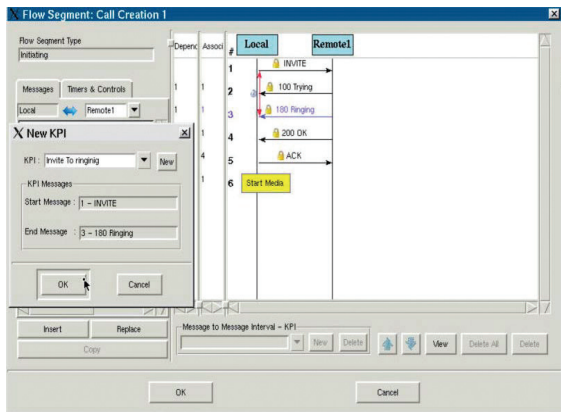 Flow Segment: Call Creation 1
Flow Segment Type
Initiating
Messages
Timers & Controls
Local
Remote1
Depenc
Associ
#
Local
Remote1
1
INVITE
1
1
2
100 Trying
1
1
3
180 Ringing
1
4
200 OK
4
5
ACK
1
6
Start Media
New KPI
KPI :
Invite To ringinig
New
KPI Messages
Start Message :
1 - INVITE
End Message :
3 - 180 Ringing
OK
Cancel
Insert
Replace
Copy
Message to Message Interval - KPI
New
Delete
View
Delete All
Delete
OK
Cancel